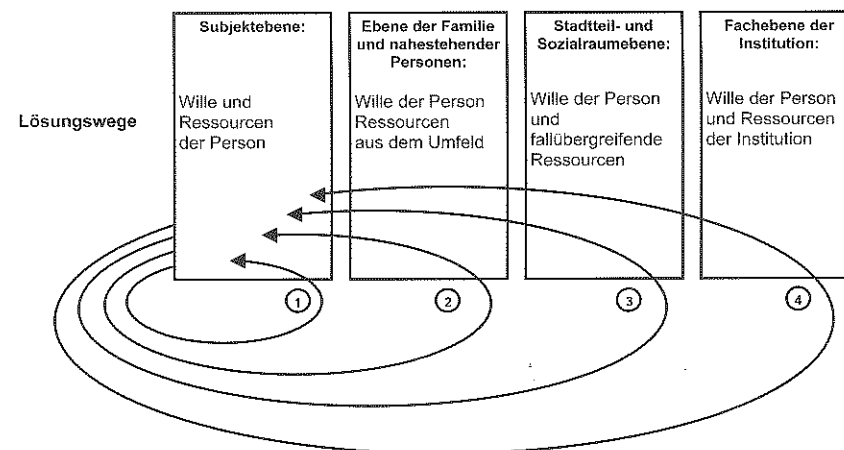 Subjektebene:
Ebene der Familie
und nahestehender
Personen:
Stadtteil- und
Sozialraumebene:
Fachebene der
Institution:
Lösungswege
Wille und
Ressourcen
der Person
Wille der Person
Ressourcen
aus dem Umfeld
Wille der Person
und
fallübergreifende
Ressourcen
Wille der Person
und Ressourcen
der Institution
1
2
3
4